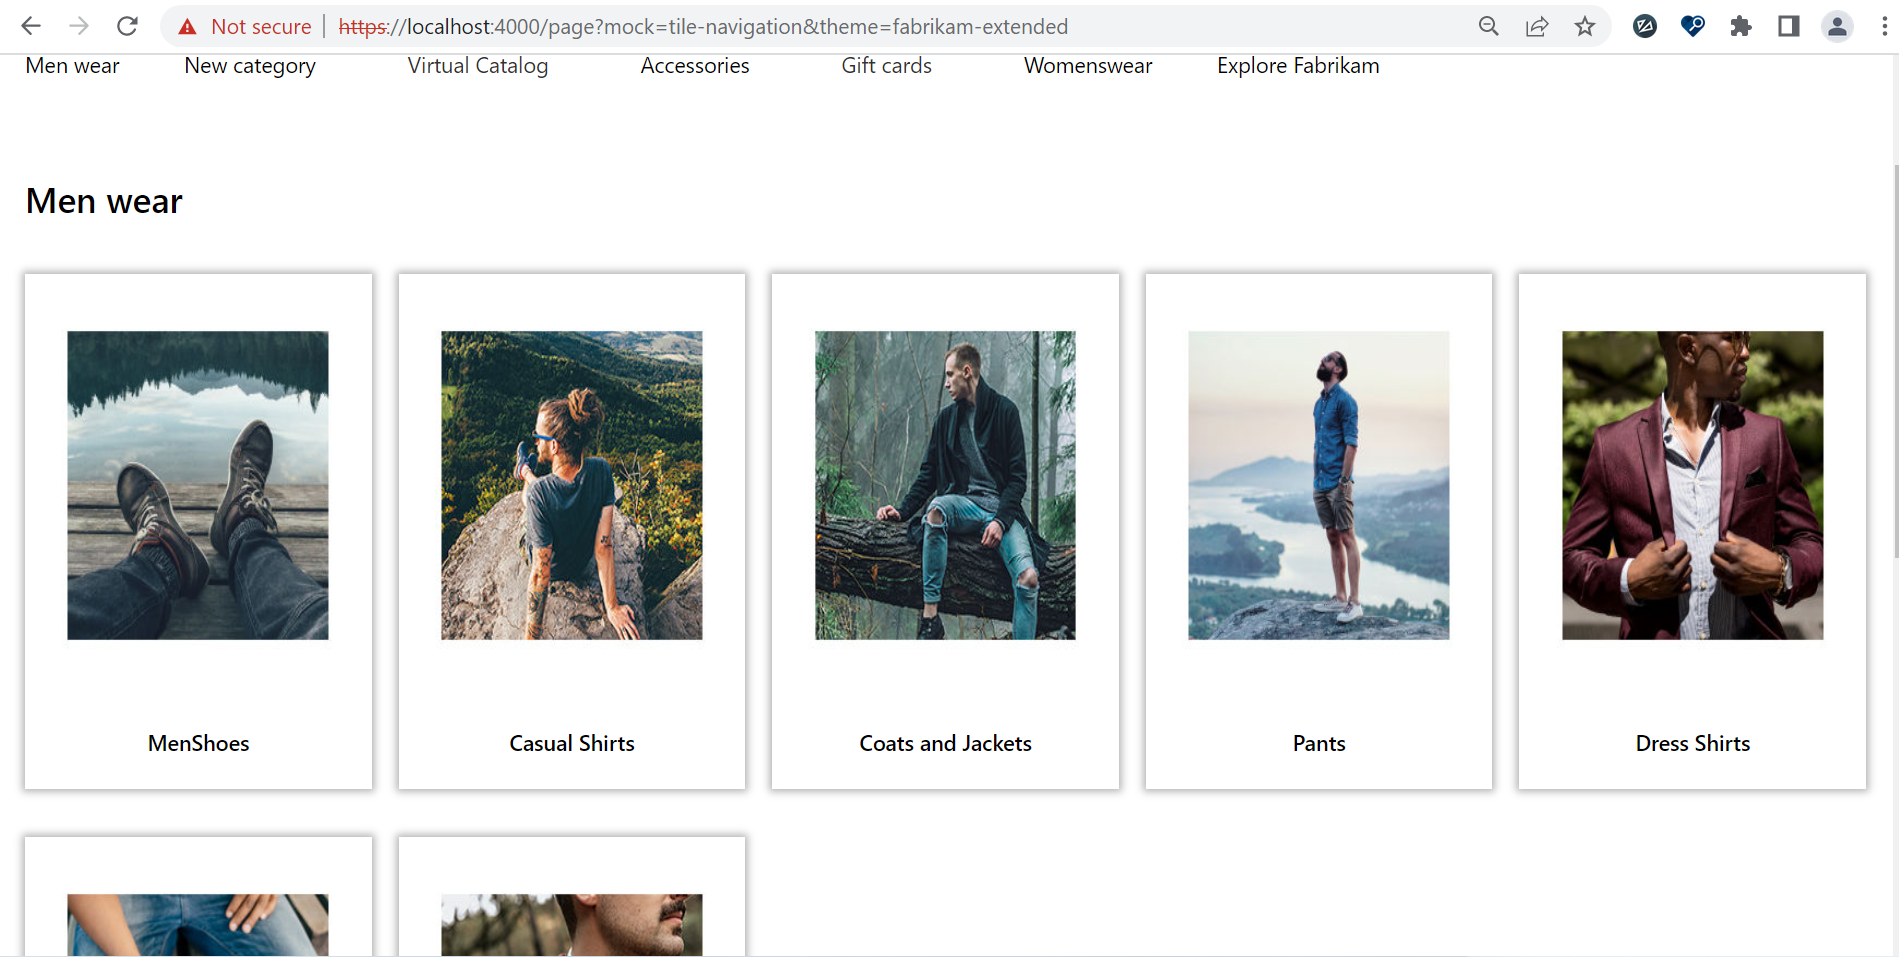 Not secure https://localhost:4000/page?mock=tile-navigation&theme=fabrikam-extended
Men wear New category Virtual Catalog Accessories Gift cards Womenswear Explore Fabrikam
Men wear
MenShoes Casual Shirts Coats and Jackets Pants Dress Shirts